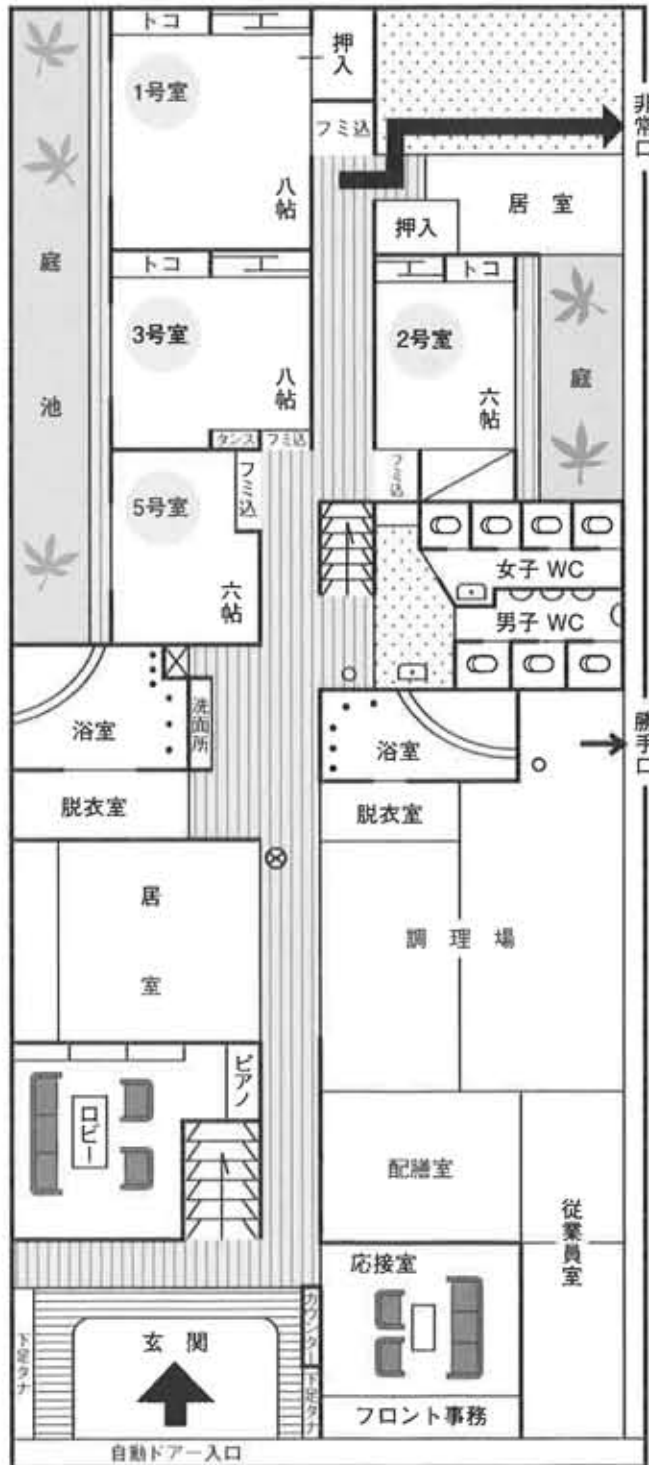 トコ
押入
1号室
フミ込
非常口
八帖
居 室
押入
トコ
トコ
庭
3号室
2号室
八帖
庭
池
六帖
タンス
フミ込
フミ込
フミ込
5号室
女子 WC
六帖
男子 WC
洗面所
浴室
浴室
勝手口
脱衣室
脱衣室
居室
調 理 場
ピアノ
ロビー
配膳室
従業員室
応接室
カウンター
玄 関
下足タナ
下足タナ
フロント事務
自動ドアー入口